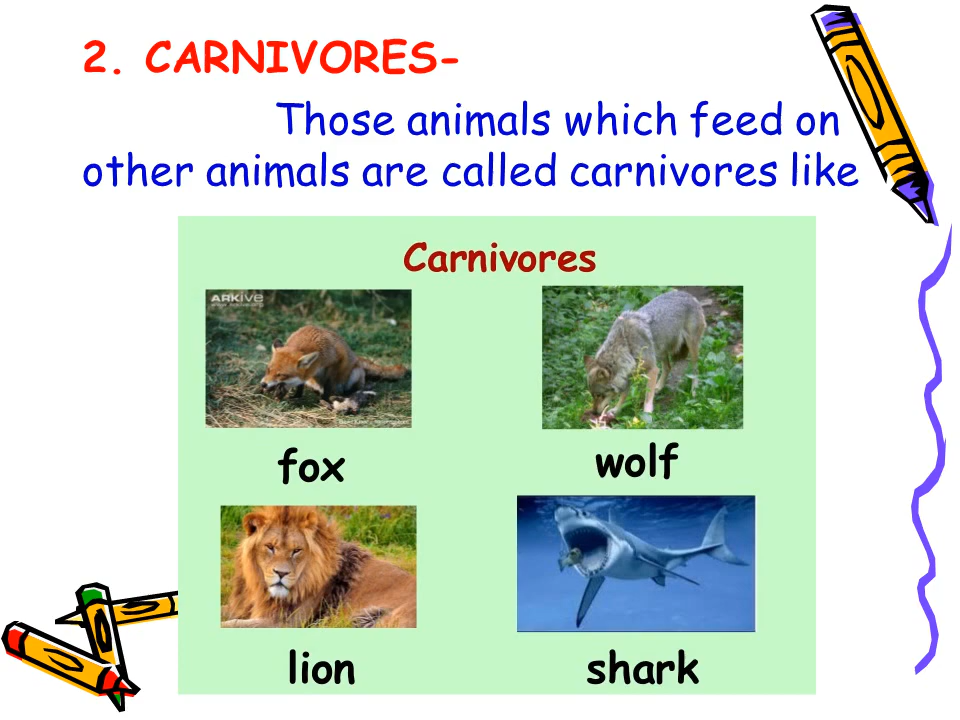 2. CARNIVORES-
Those animals which feed on
other animals are called carnivores like
Carnivores
ARKive
fox
wolf
lion
shark